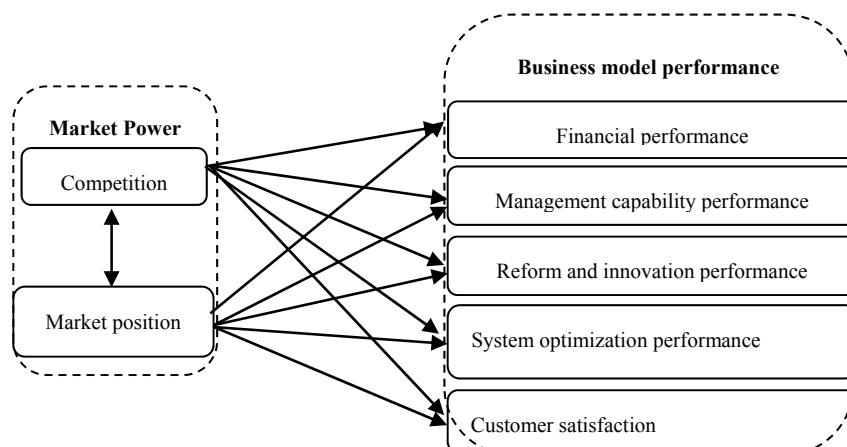 Business model performance
Market Power
Financial performance
Competition
Management capability performance
Reform and innovation performance
Market position
System optimization performance
Customer satisfaction